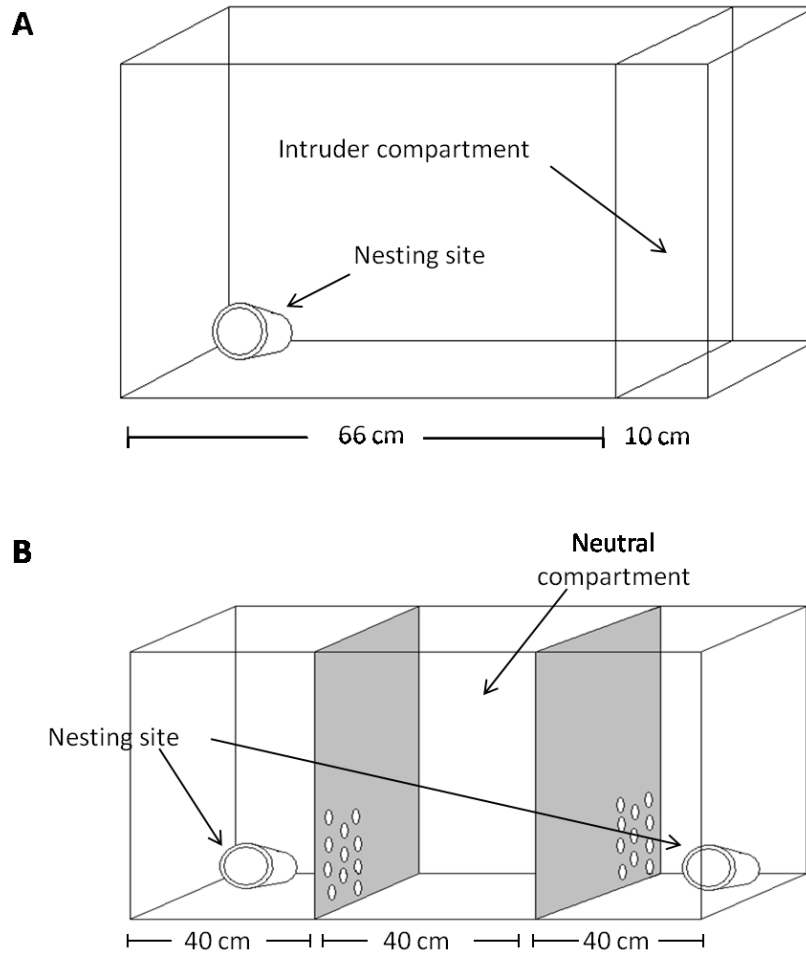 A
Intruder compartment
Nesting site
66 cm
10 cm
B
Neutral
compartment
Nesting site
40 cm
40 cm
40 cm